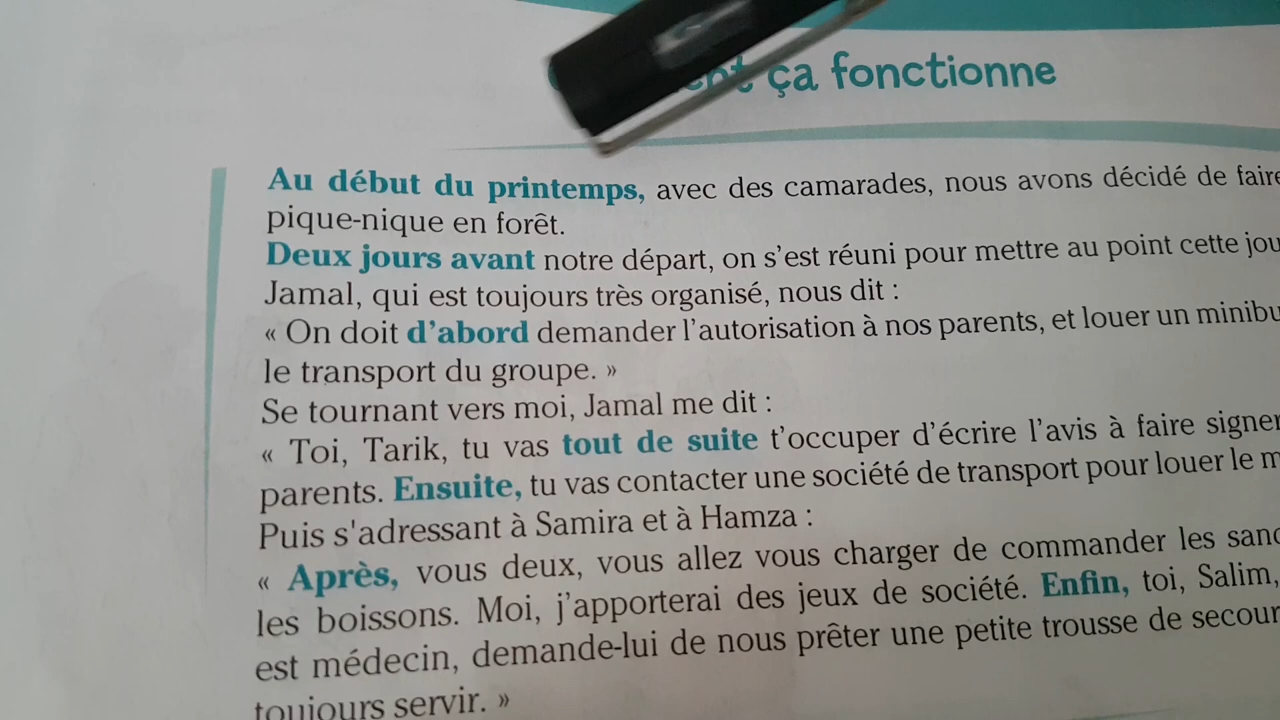 ça fonctionne
Au début du printemps, avec des camarades, nous avons décidé de faire
pique-nique en forêt.
Deux jours avant notre départ, on s'est réuni pour mettre au point cette
Jamal, qui est toujours très organisé, nous dit :
« On doit d'abord demander l'autorisation à nos parents, et louer un
le transport du groupe. »
Se tournant vers moi, Jamal me dit :
« Toi, Tarik, tu vas tout de suite t'occuper d'écrire l'avis à faire signer
parents. Ensuite, tu vas contacter une société de transport pour louer le
Puis s'adressant à Samira et à Hamza :
« Après, vous deux, vous allez vous charger de commander les
les boissons. Moi, j'apporterai des jeux de société. Enfin, toi, Salim,
est médecin, demande-lui de nous prêter une petite trousse de
toujours servir. »